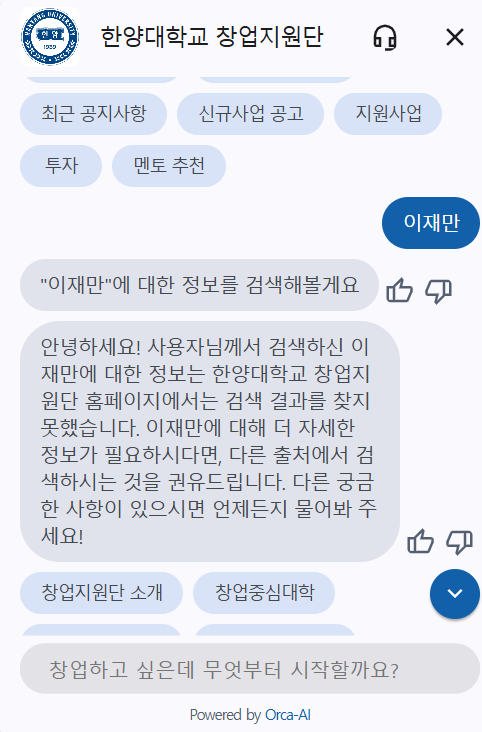 HANYANG UNIVERSITY
한양
1939
한양대학교 창업지원단
최근 공지사항
신규사업 공고
지원사업
투자
멘토 추천
이재만
"이재만"에 대한 정보를 검색해볼게요
안녕하세요! 사용자님께서 검색하신 이
재만에 대한 정보는 한양대학교 창업지
원단 홈페이지에서는 검색 결과를 찾지
못했습니다. 이재만에 대해 더 자세한
정보가 필요하시다면, 다른 출처에서 검
색하시는 것을 권유드립니다. 다른 궁금
한 사항이 있으시면 언제든지 물어봐 주
세요!
창업지원단 소개
창업중심대학
창업하고 싶은데 무엇부터 시작할까요?
Powered by Orca-AI